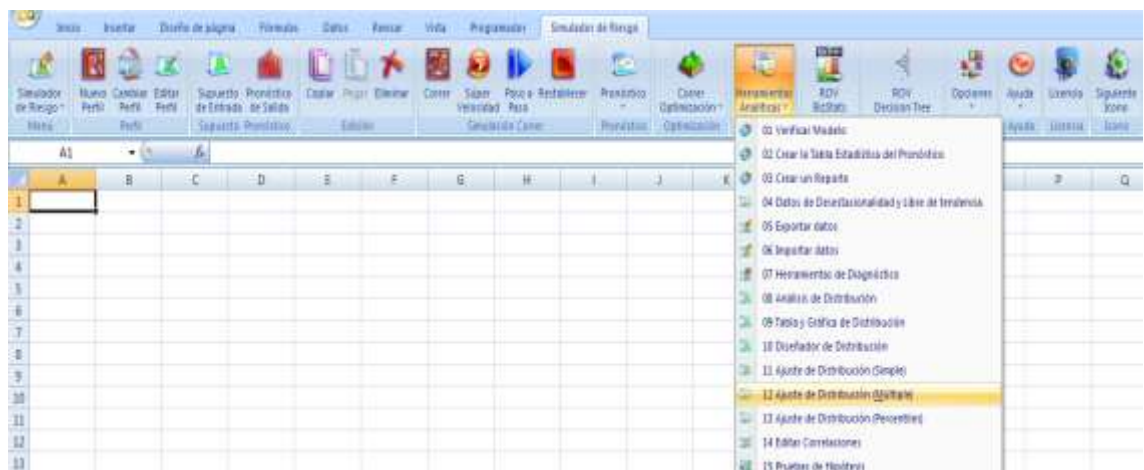 Inicio Insertar Diseño de página Fórmulas Datos Revisar Vista Programador Simulador de Riesgo
Simulador de Riesgo Nuevo Perfil Cambiar Perfil Editar Perfil Supuesto de Entrada Pronóstico de Salida Copiar Pegar Eliminar Correr Súper Velocidad Paso a Paso Restablecer Pronóstico Correr Optimización Herramientas Analíticas ROV BizStats ROV Decision Tree Opciones Ayuda Licencia Siguiente Icono
Menú Perfil Supuesto Pronóstico Edición Simulación Correr Pronóstico Optimización Ayuda Licencia Icono
A1 fx
A B C D E F G H I J K P Q
1
2
3
4
5
6
7
8
9
10
11
12
13
01 Verificar Modelo
02 Crear la Tabla Estadística del Pronóstico
03 Crear un Reporte
04 Datos de Desestacionalidad y Libre de tendencia
05 Exportar datos
06 Importar datos
07 Herramientas de Diagnóstico
08 Análisis de Distribución
09 Tabla y Gráfica de Distribución
10 Diseñador de Distribución
11 Ajuste de Distribución (Simple)
12 Ajuste de Distribución (Múltiple)
13 Ajuste de Distribución (Percentiles)
14 Editar Correlaciones
15 Pruebas de Hipótesis